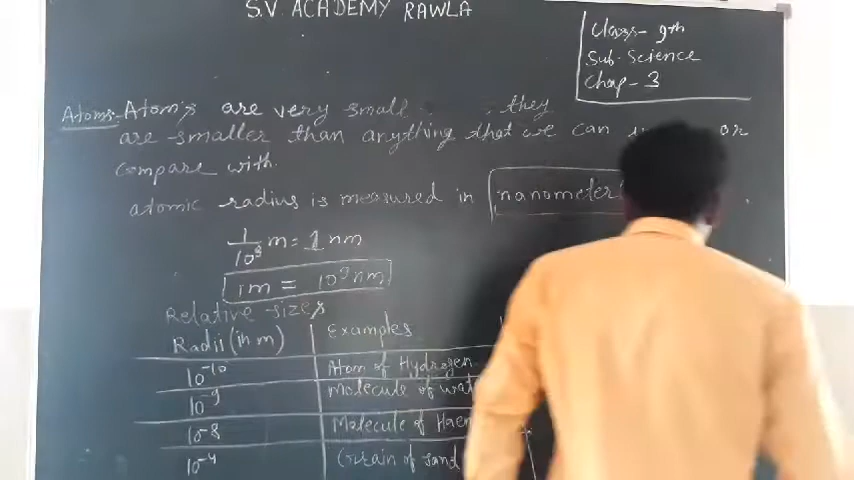 S.V. ACADEMY RAWLA
Class- 9th
Sub- Science
Chap- 3
Atoms- Atom's are very small they
are smaller than anything that we can or
compare with.
atomic radius is measured in nanometer
1/10⁹ m = 1 nm
1m = 10⁹ nm
Relative sizes
Radii (in m) Examples
10⁻¹⁰ Atom of Hydrogen
10⁻⁹ Molecule of wat
10⁻⁸ Molecule of Haem
10⁻⁴ Grain of sand